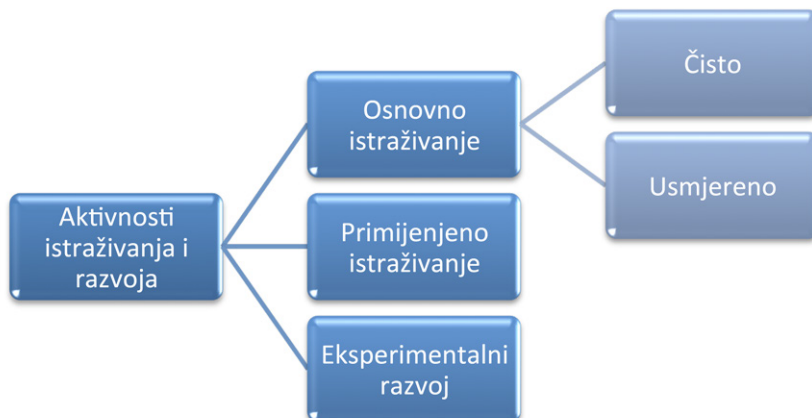 Aktivnosti
istraživanja i
razvoja
Osnovno
istraživanje
Čisto
Usmjereno
Primijenjeno
istraživanje
Eksperimentalni
razvoj